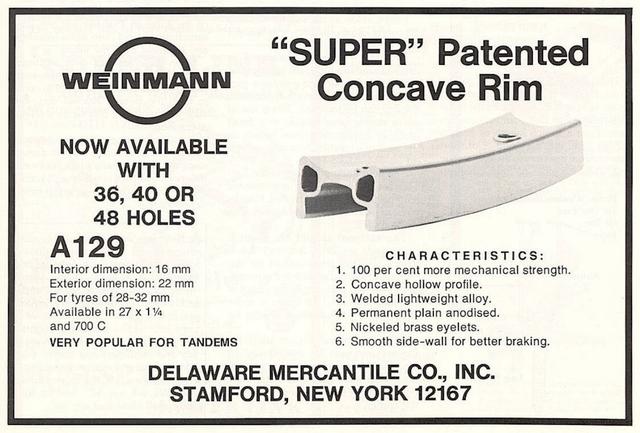 WEINMANN
"SUPER" Patented
Concave Rim
NOW AVAILABLE
WITH
36, 40 OR
48 HOLES
A129
Interior dimension: 16 mm
Exterior dimension: 22 mm
For tyres of 28-32 mm
Available in 27 x 1¼
and 700 C
VERY POPULAR FOR TANDEMS
CHARACTERISTICS:
1. 100 per cent more mechanical strength.
2. Concave hollow profile.
3. Welded lightweight alloy.
4. Permanent plain anodised.
5. Nickeled brass eyelets.
6. Smooth side-wall for better braking.
DELAWARE MERCANTILE CO., INC.
STAMFORD, NEW YORK 12167